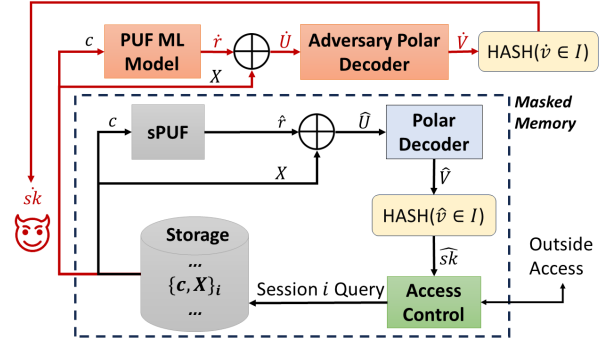 c
PUF ML
Model
ṙ
U̇
Adversary Polar
Decoder
V̇
HASH(v̇ ∈ I)
X
Masked
Memory
c
sPUF
r̂
Û
Polar
Decoder
X
V̂
ṡk
HASH(v̂ ∈ I)
Storage
...
{c, X}ᵢ
...
ŝk
Outside
Access
Session i Query
Access
Control